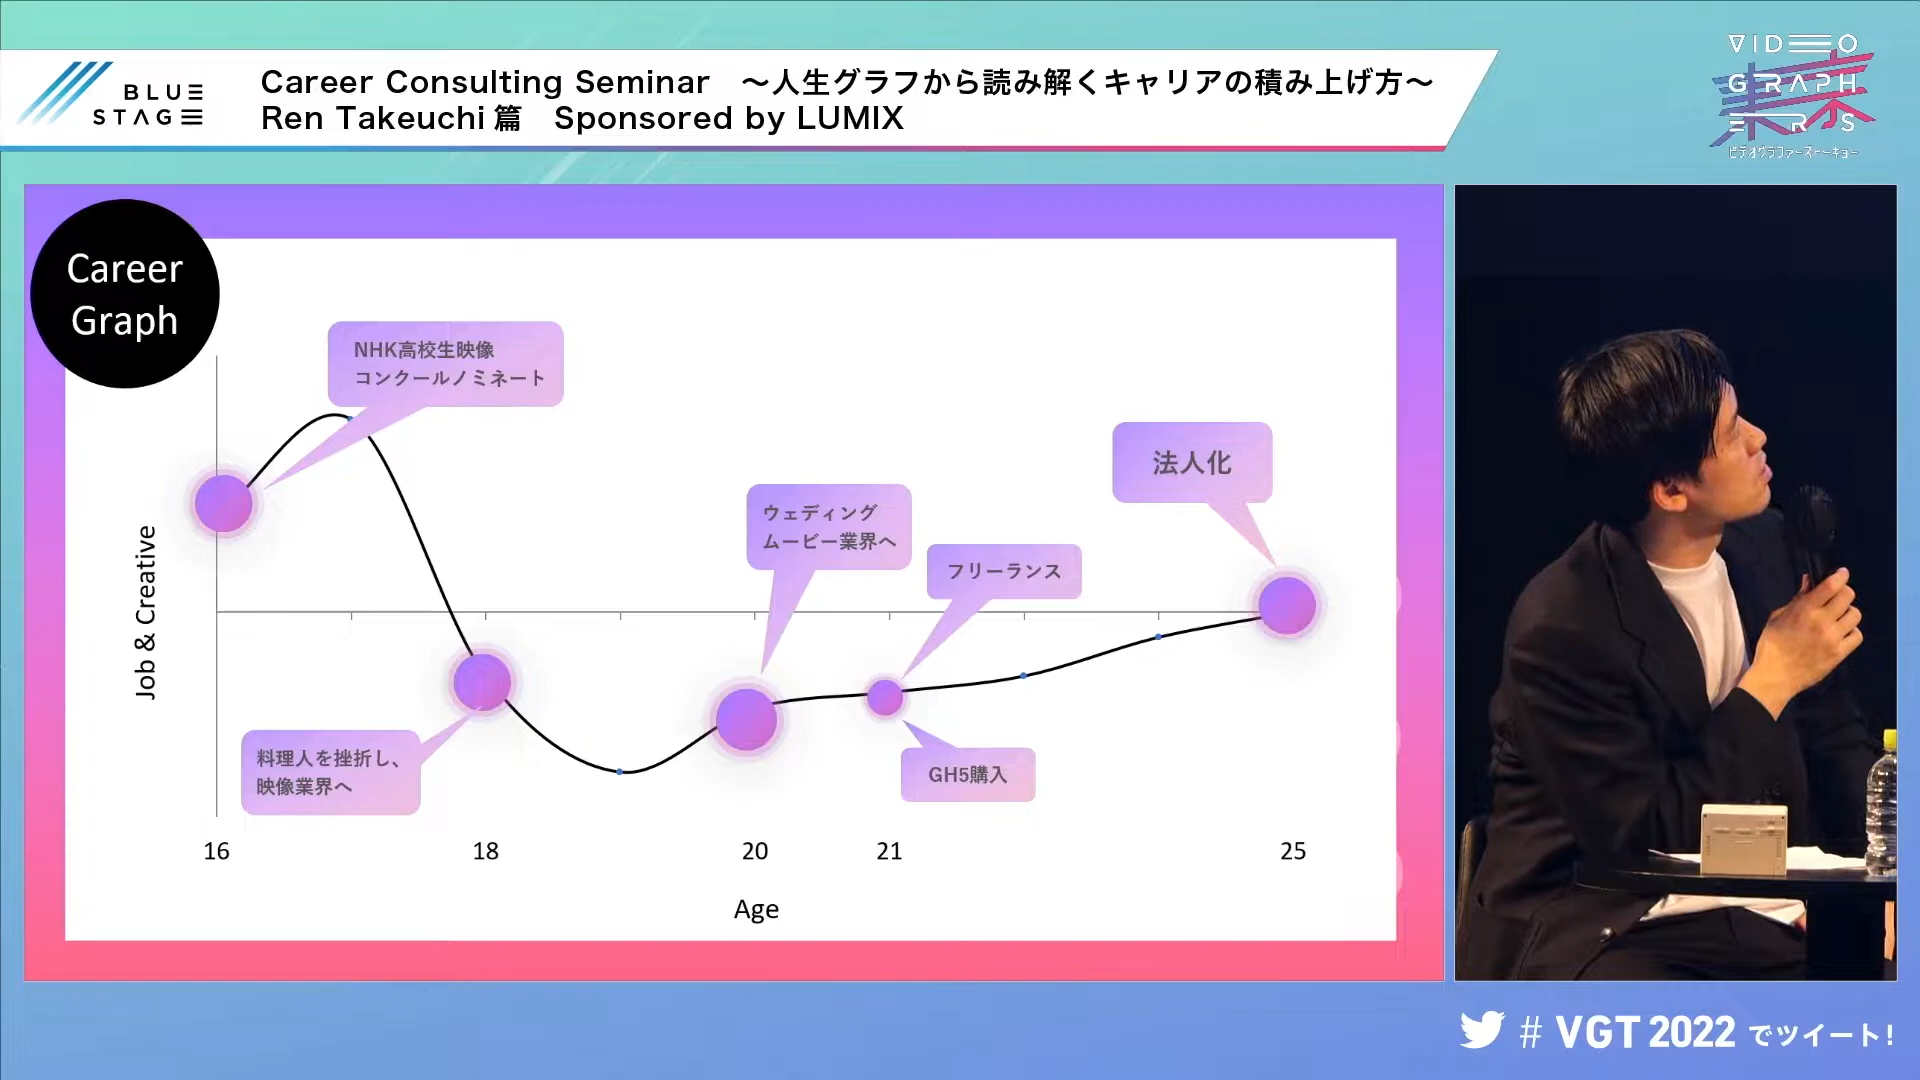 BLUE
STAGE
Career Consulting Seminar　〜人生グラフから読み解くキャリアの積み上げ方〜
Ren Takeuchi 篇　Sponsored by LUMIX
VIDEO
GRAPH
ERS
東京
ビデオグラファーズトーキョー
Career
Graph
NHK高校生映像
コンクールノミネート
法人化
ウェディング
ムービー業界へ
フリーランス
Job & Creative
料理人を挫折し、
映像業界へ
GH5購入
16
18
20
21
25
Age
# VGT 2022 でツイート!